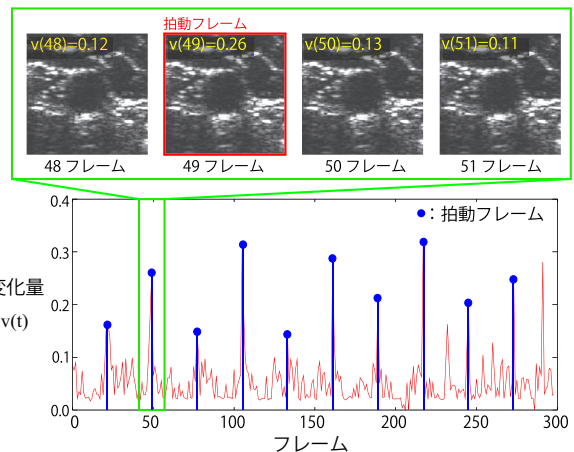 拍動フレーム
v(48)=0.12 v(49)=0.26 v(50)=0.13 v(51)=0.11
48 フレーム 49 フレーム 50 フレーム 51 フレーム
0.4
●: 拍動フレーム
0.3
変化量
0.2
v(t)
0.1
0.0
0 50 100 150 200 250 300
フレーム